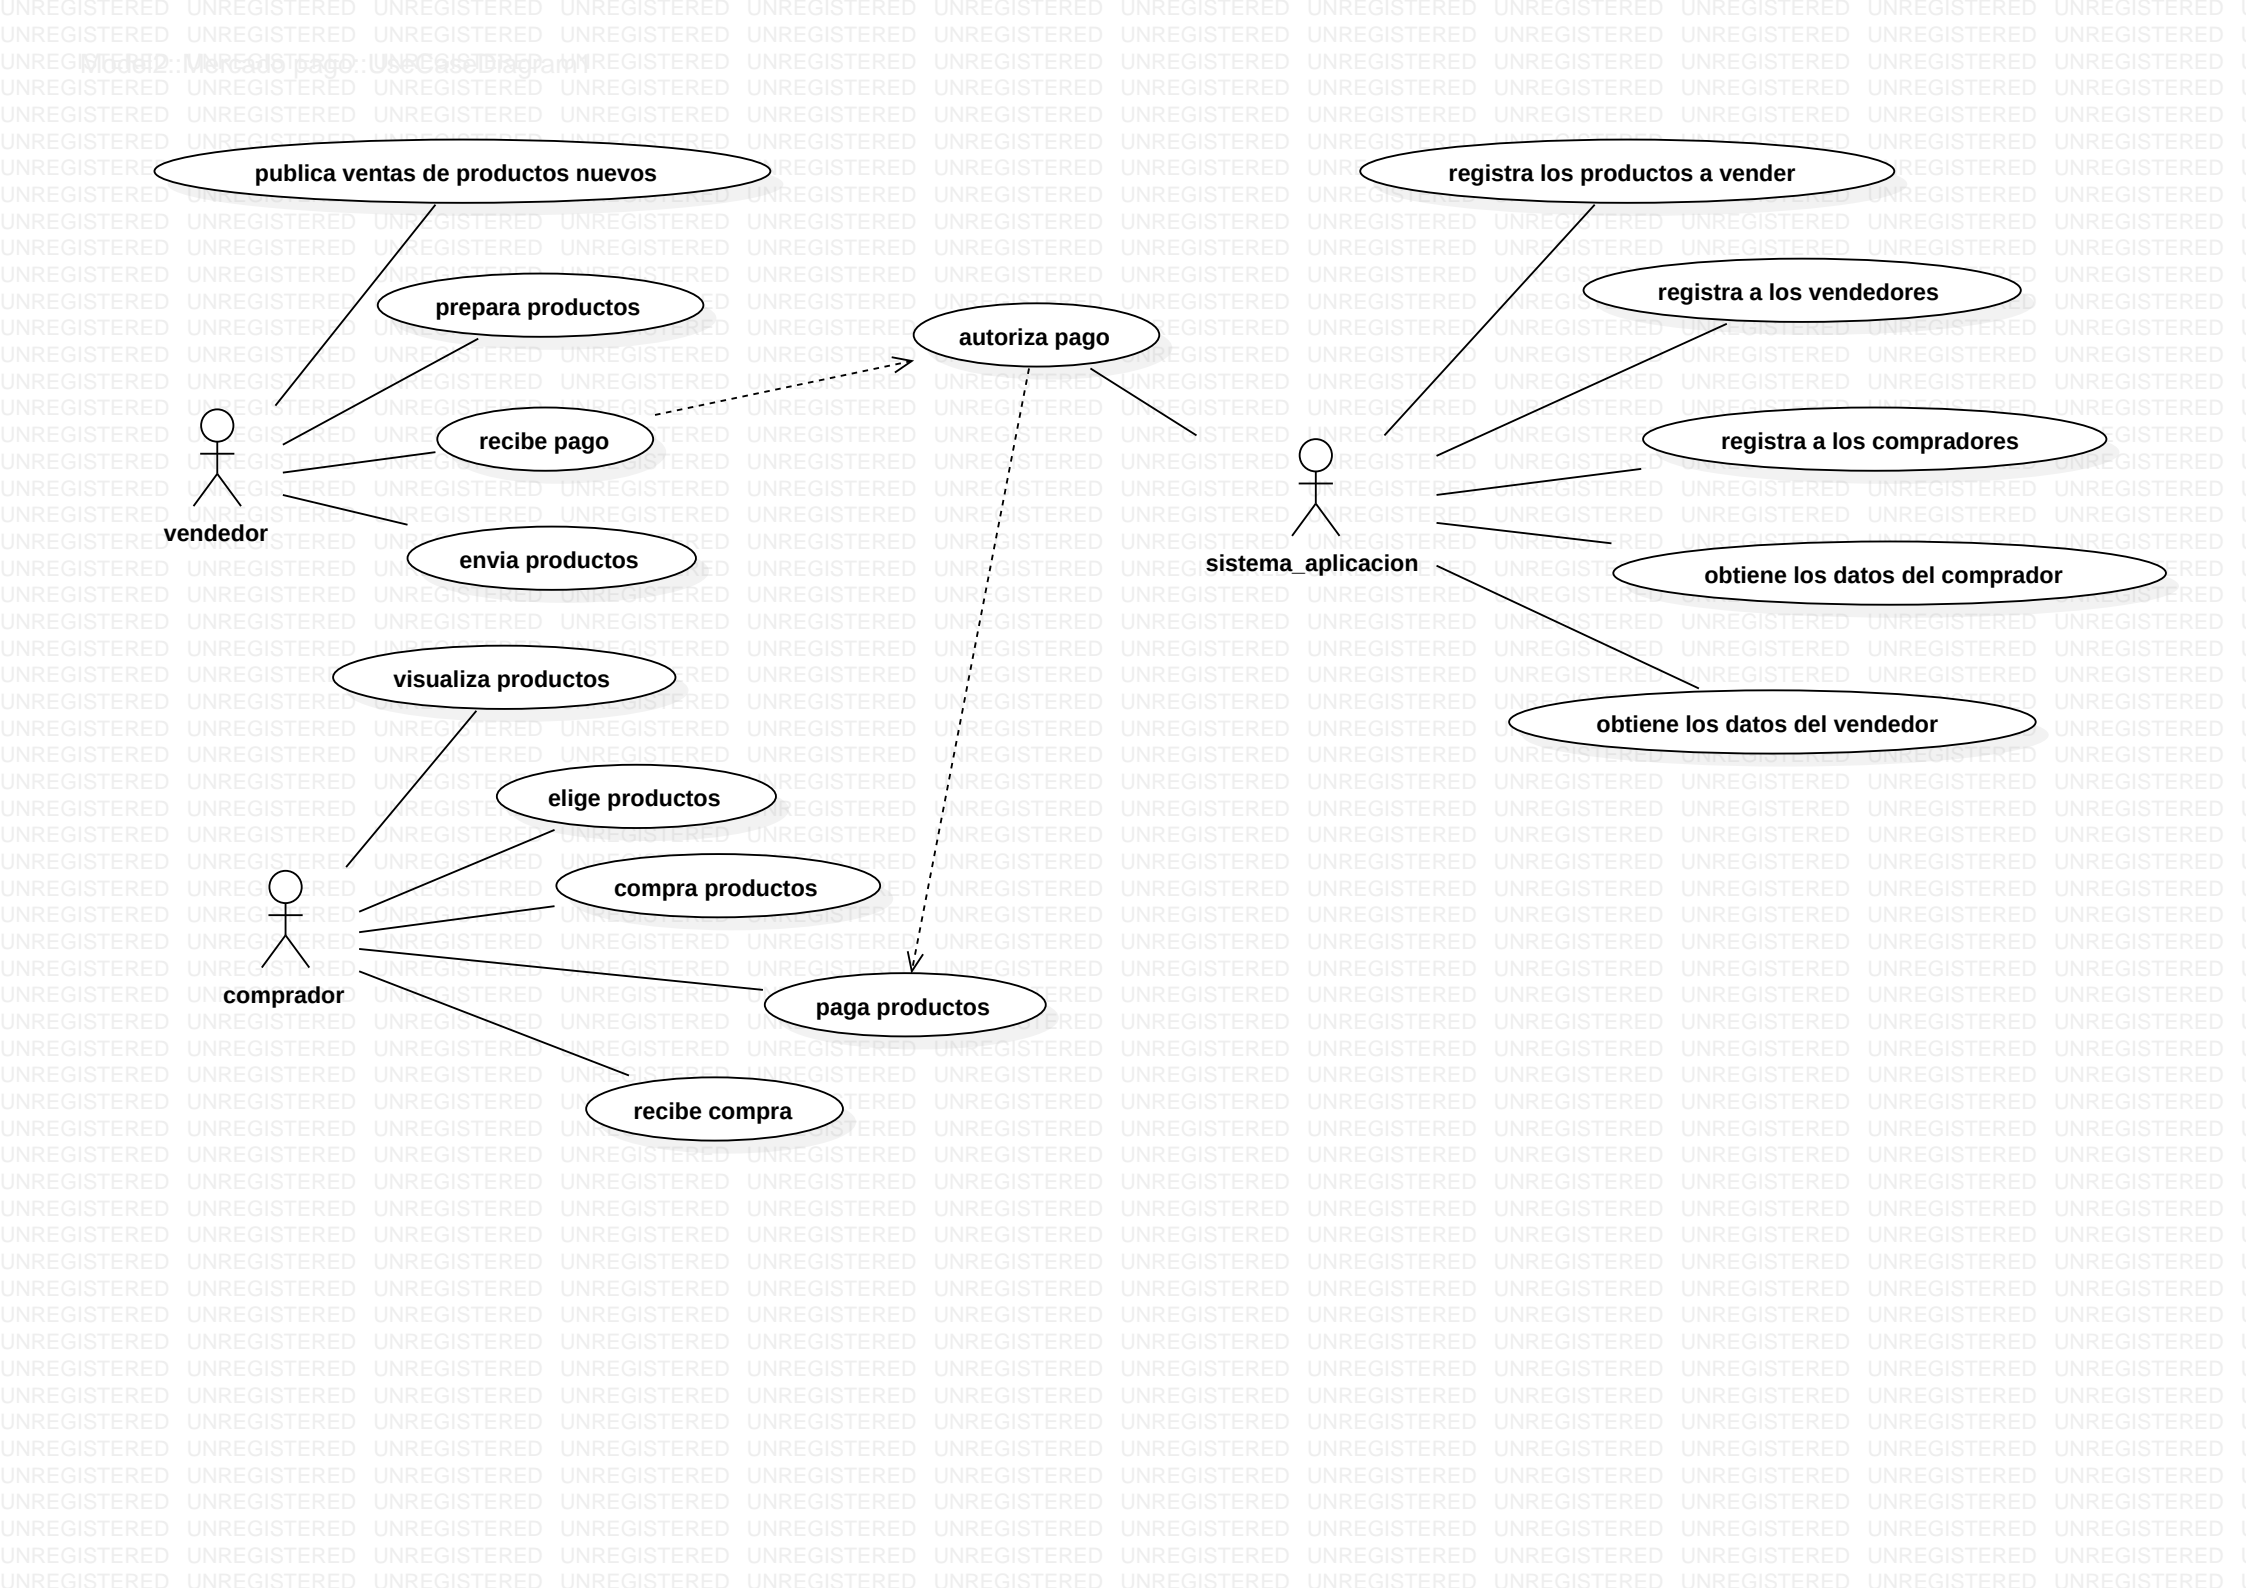 Model2::Mercado pago::UseCaseDiagram1
publica ventas de productos nuevos
prepara productos
recibe pago
envia productos
vendedor
autoriza pago
registra los productos a vender
registra a los vendedores
registra a los compradores
sistema_aplicacion
obtiene los datos del comprador
obtiene los datos del vendedor
visualiza productos
elige productos
compra productos
comprador
paga productos
recibe compra
UNREGISTERED